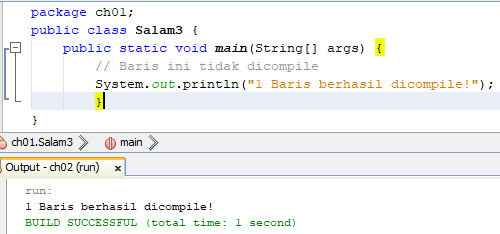 package ch01;
public class Salam3 {
public static void main(String[] args) {
// Baris ini tidak dicompile
System.out.println("1 Baris berhasil dicompile!");
}
}
ch01.Salam3 main
Output - ch02 (run) x
run:
1 Baris berhasil dicompile!
BUILD SUCCESSFUL (total time: 1 second)